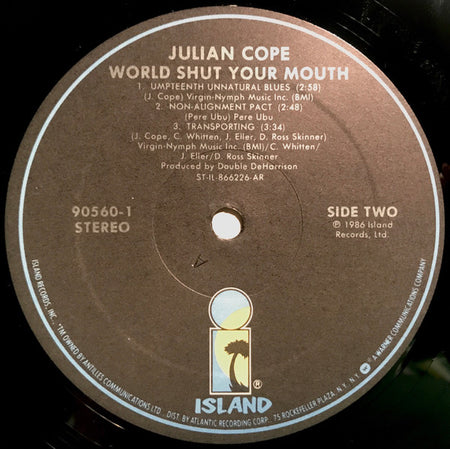 JULIAN COPE
WORLD SHUT YOUR MOUTH
1. UMPTEENTH UNNATURAL BLUES (2:58)
(J. Cope) Virgin-Nymph Music Inc. (BMI)
2. NON-ALIGNMENT PACT (2:48)
(Pere Ubu) Pere Ubu
3. TRANSPORTING (3:34)
(J. Cope, C. Whitten, J. Eller, D. Ross Skinner)
Virgin-Nymph Music Inc. (BMI)/C. Whitten/
J. Eller/D. Ross Skinner
Produced by Double DeHarrison
ST-IL-866226-AR
90560-1
STEREO
SIDE TWO
℗ 1986 Island
Records, Ltd.
i
®
ISLAND
ISLAND RECORDS, INC. *TM OWNED BY ANTILLES COMMUNICATIONS LTD. DIST. BY ATLANTIC RECORDING CORP. 75 ROCKEFELLER PLAZA, N.Y., N.Y. A WARNER COMMUNICATIONS COMPANY